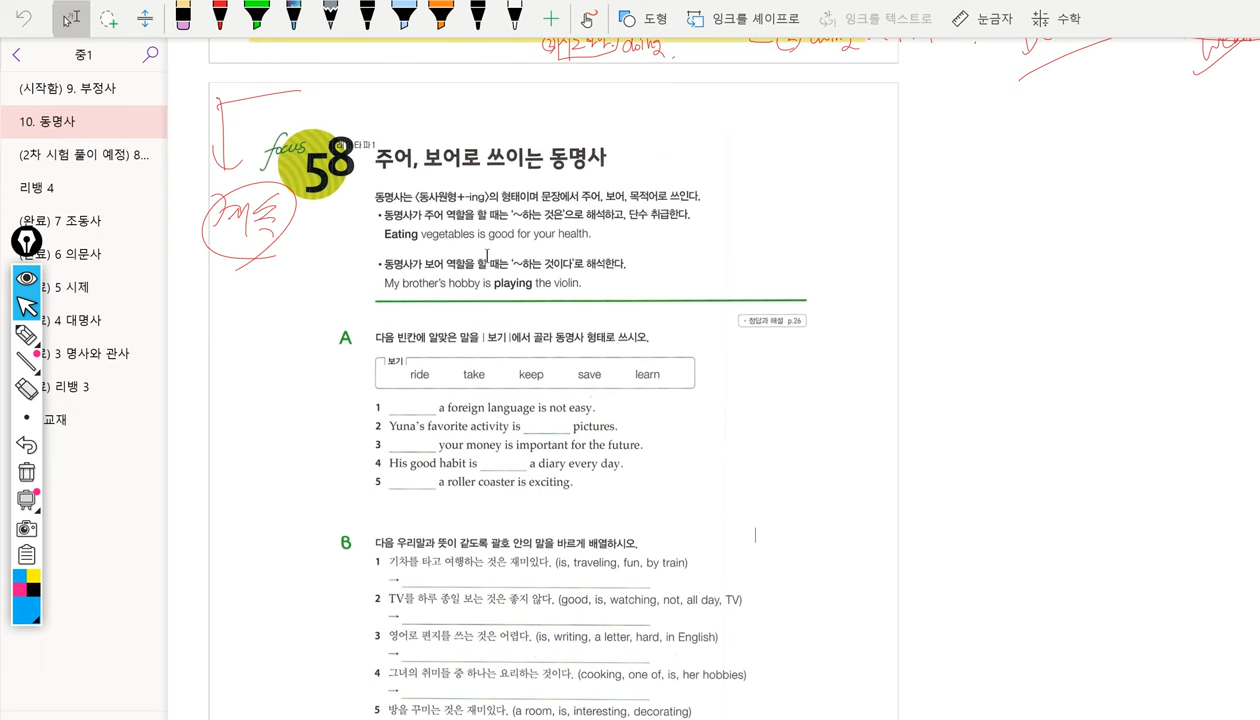 도형
잉크를 셰이프로
잉크를 텍스트로
눈금자
수학
중1
(시작함) 9. 부정사
10. 동명사
(2차 시험 풀이 예정) 8...
리뱅 4
(완료) 7 조동사
료) 6 의문사
료) 5 시제
료) 4 대명사
료) 3 명사와 관사
료) 리뱅 3
교재
doing
focus
58
주어, 보어로 쓰이는 동명사
동명사는 〈동사원형+-ing〉의 형태이며 문장에서 주어, 보어, 목적어로 쓰인다.
• 동명사가 주어 역할을 할 때는 '~하는 것은'으로 해석하고, 단수 취급한다.
Eating vegetables is good for your health.
• 동명사가 보어 역할을 할 때는 '~하는 것이다'로 해석한다.
My brother's hobby is playing the violin.
• 정답과 해설 p.26
A 다음 빈칸에 알맞은 말을 |보기|에서 골라 동명사 형태로 쓰시오.
보기
ride take keep save learn
1 ______ a foreign language is not easy.
2 Yuna's favorite activity is ______ pictures.
3 ______ your money is important for the future.
4 His good habit is ______ a diary every day.
5 ______ a roller coaster is exciting.
B 다음 우리말과 뜻이 같도록 괄호 안의 말을 바르게 배열하시오.
1 기차를 타고 여행하는 것은 재미있다. (is, traveling, fun, by train)
→
2 TV를 하루 종일 보는 것은 좋지 않다. (good, is, watching, not, all day, TV)
→
3 영어로 편지를 쓰는 것은 어렵다. (is, writing, a letter, hard, in English)
→
4 그녀의 취미들 중 하나는 요리하는 것이다. (cooking, one of, is, her hobbies)
→
5 방을 꾸미는 것은 재미있다. (a room, is, interesting, decorating)